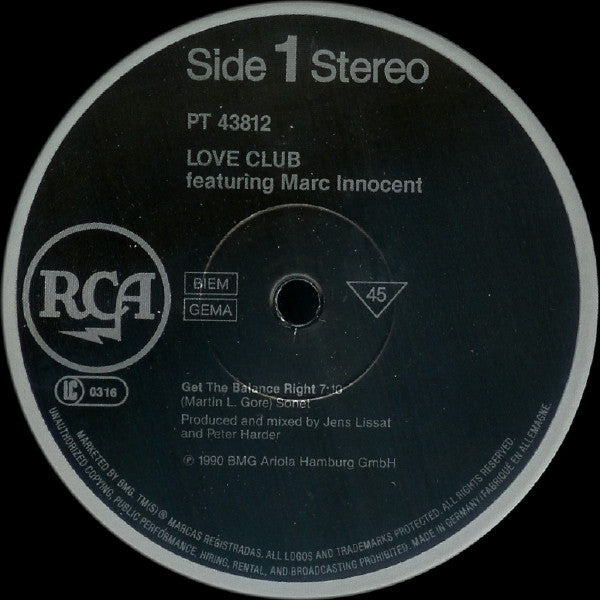 Side 1 Stereo
PT 43812
LOVE CLUB
featuring Marc Innocent
RCA
BIEM
GEMA
45
LC 0316
Get The Balance Right 7:10
(Martin L. Gore) Sonet
Produced and mixed by Jens Lissat
and Peter Harder
℗ 1990 BMG Ariola Hamburg GmbH
MARKETED BY BMG. TM(S) ® MARCAS REGISTRADAS. ALL LOGOS AND TRADEMARKS PROTECTED. ALL RIGHTS RESERVED.
UNAUTHORIZED COPYING, PUBLIC PERFORMANCE, HIRING, RENTAL, AND BROADCASTING PROHIBITED. MADE IN GERMANY/FABRIQUÉ EN ALLEMAGNE.